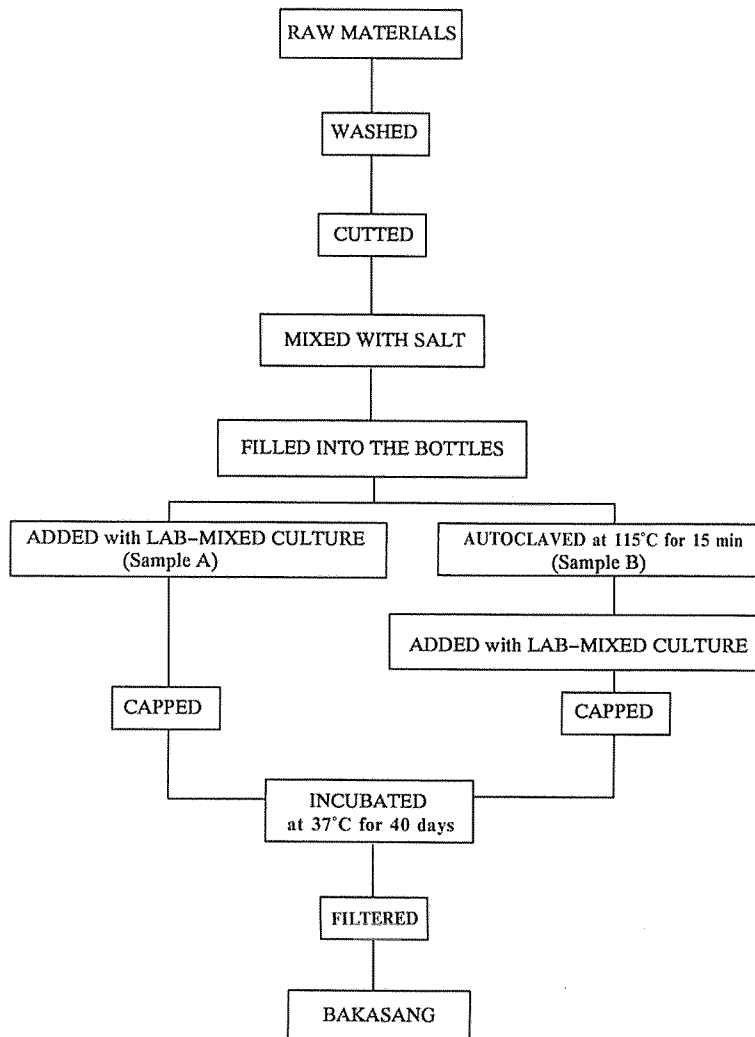 RAW MATERIALS
WASHED
CUTTED
MIXED WITH SALT
FILLED INTO THE BOTTLES
ADDED with LAB-MIXED CULTURE
(Sample A)
AUTOCLAVED at 115°C for 15 min
(Sample B)
ADDED with LAB-MIXED CULTURE
CAPPED
CAPPED
INCUBATED
at 37°C for 40 days
FILTERED
BAKASANG